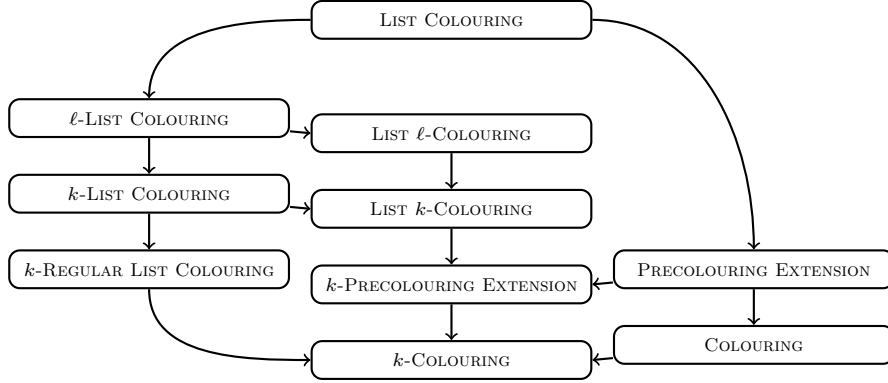 List Colouring
ℓ-List Colouring
List ℓ-Colouring
k-List Colouring
List k-Colouring
k-Regular List Colouring
k-Precolouring Extension
Precolouring Extension
Colouring
k-Colouring